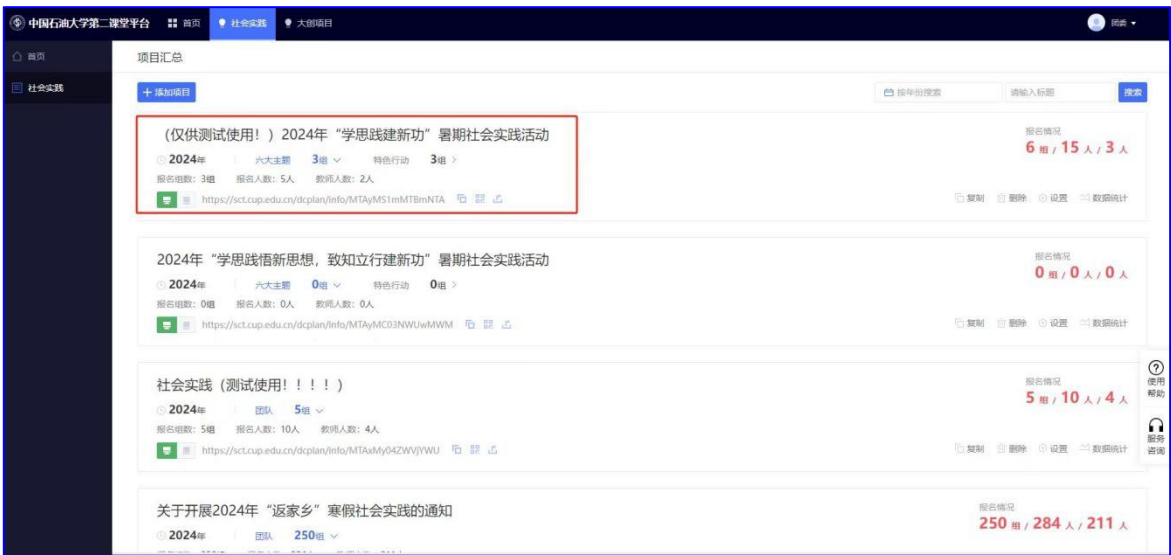 中国石油大学第二课堂平台 首页 社会实践 大创项目 团委
首页
社会实践
项目汇总
+ 添加项目 按年份搜索 请输入标题 搜索
（仅供测试使用！）2024年“学思践建新功”暑期社会实践活动
2024年 六大主题 3组 特色行动 3组
报名组数：3组 报名人数：5人 教师人数：2人
https://sct.cup.edu.cn/dcplan/info/MTAyMS1mMTBmNTA
报名情况
6 组 / 15 人 / 3 人
复制 删除 设置 数据统计
2024年“学思践悟新思想，致知立行建新功”暑期社会实践活动
2024年 六大主题 0组 特色行动 0组
报名组数：0组 报名人数：0人 教师人数：0人
https://sct.cup.edu.cn/dcplan/info/MTAyMC03NWUwMWM
报名情况
0 组 / 0 人 / 0 人
复制 删除 设置 数据统计
社会实践（测试使用！！！！）
2024年 团队 5组
报名组数：5组 报名人数：10人 教师人数：4人
https://sct.cup.edu.cn/dcplan/info/MTAxMy04ZWVjYWU
报名情况
5 组 / 10 人 / 4 人
复制 删除 设置 数据统计
关于开展2024年“返家乡”寒假社会实践的通知
2024年 团队 250组
报名情况
250 组 / 284 人 / 211 人
使用
帮助
服务
咨询